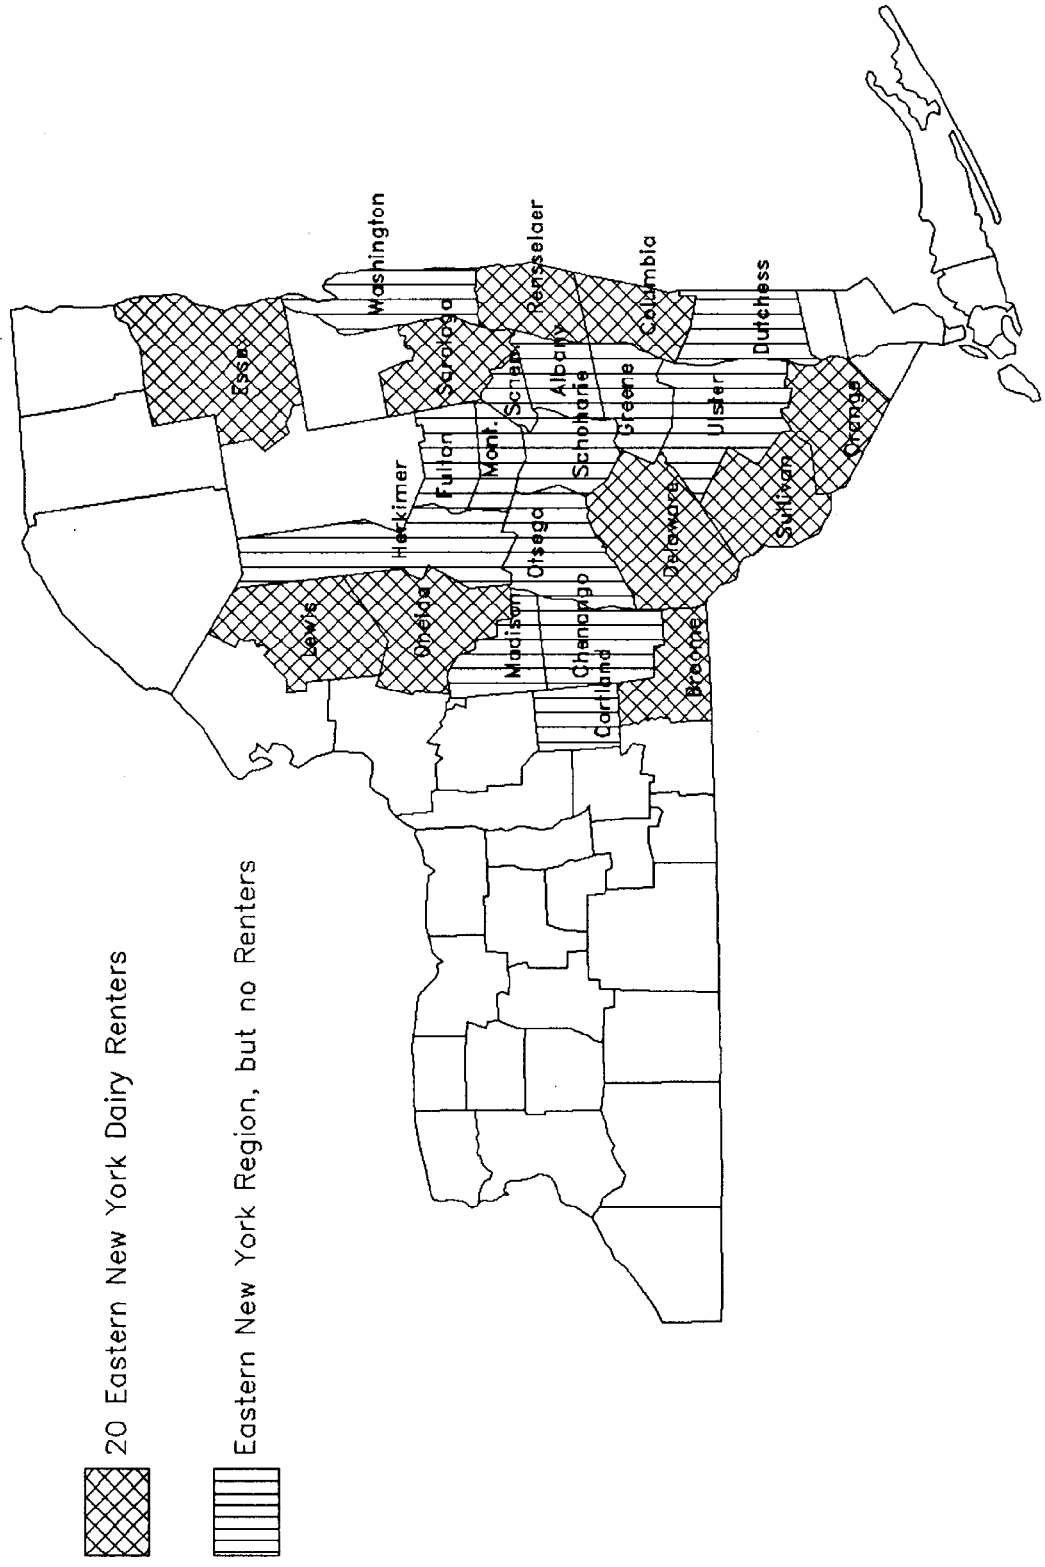 20 Eastern New York Dairy Renters
Eastern New York Region, but no Renters
Essex
Lewis
Herkimer
Washington
Oneida
Fulton
Saratoga
Mont.
Schen.
Madison
Otsego
Rensselaer
Albany
Schoharie
Chenango
Cortland
Greene
Columbia
Delaware
Broome
Ulster
Dutchess
Sullivan
Orange